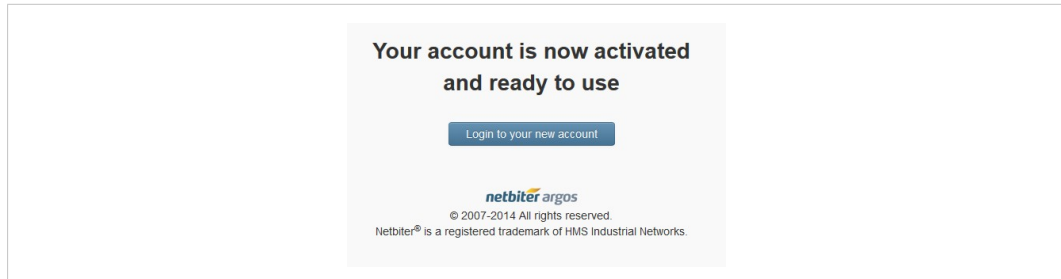 Your account is now activated
and ready to use
Login to your new account
netbiter argos
© 2007-2014 All rights reserved.
Netbiter® is a registered trademark of HMS Industrial Networks.